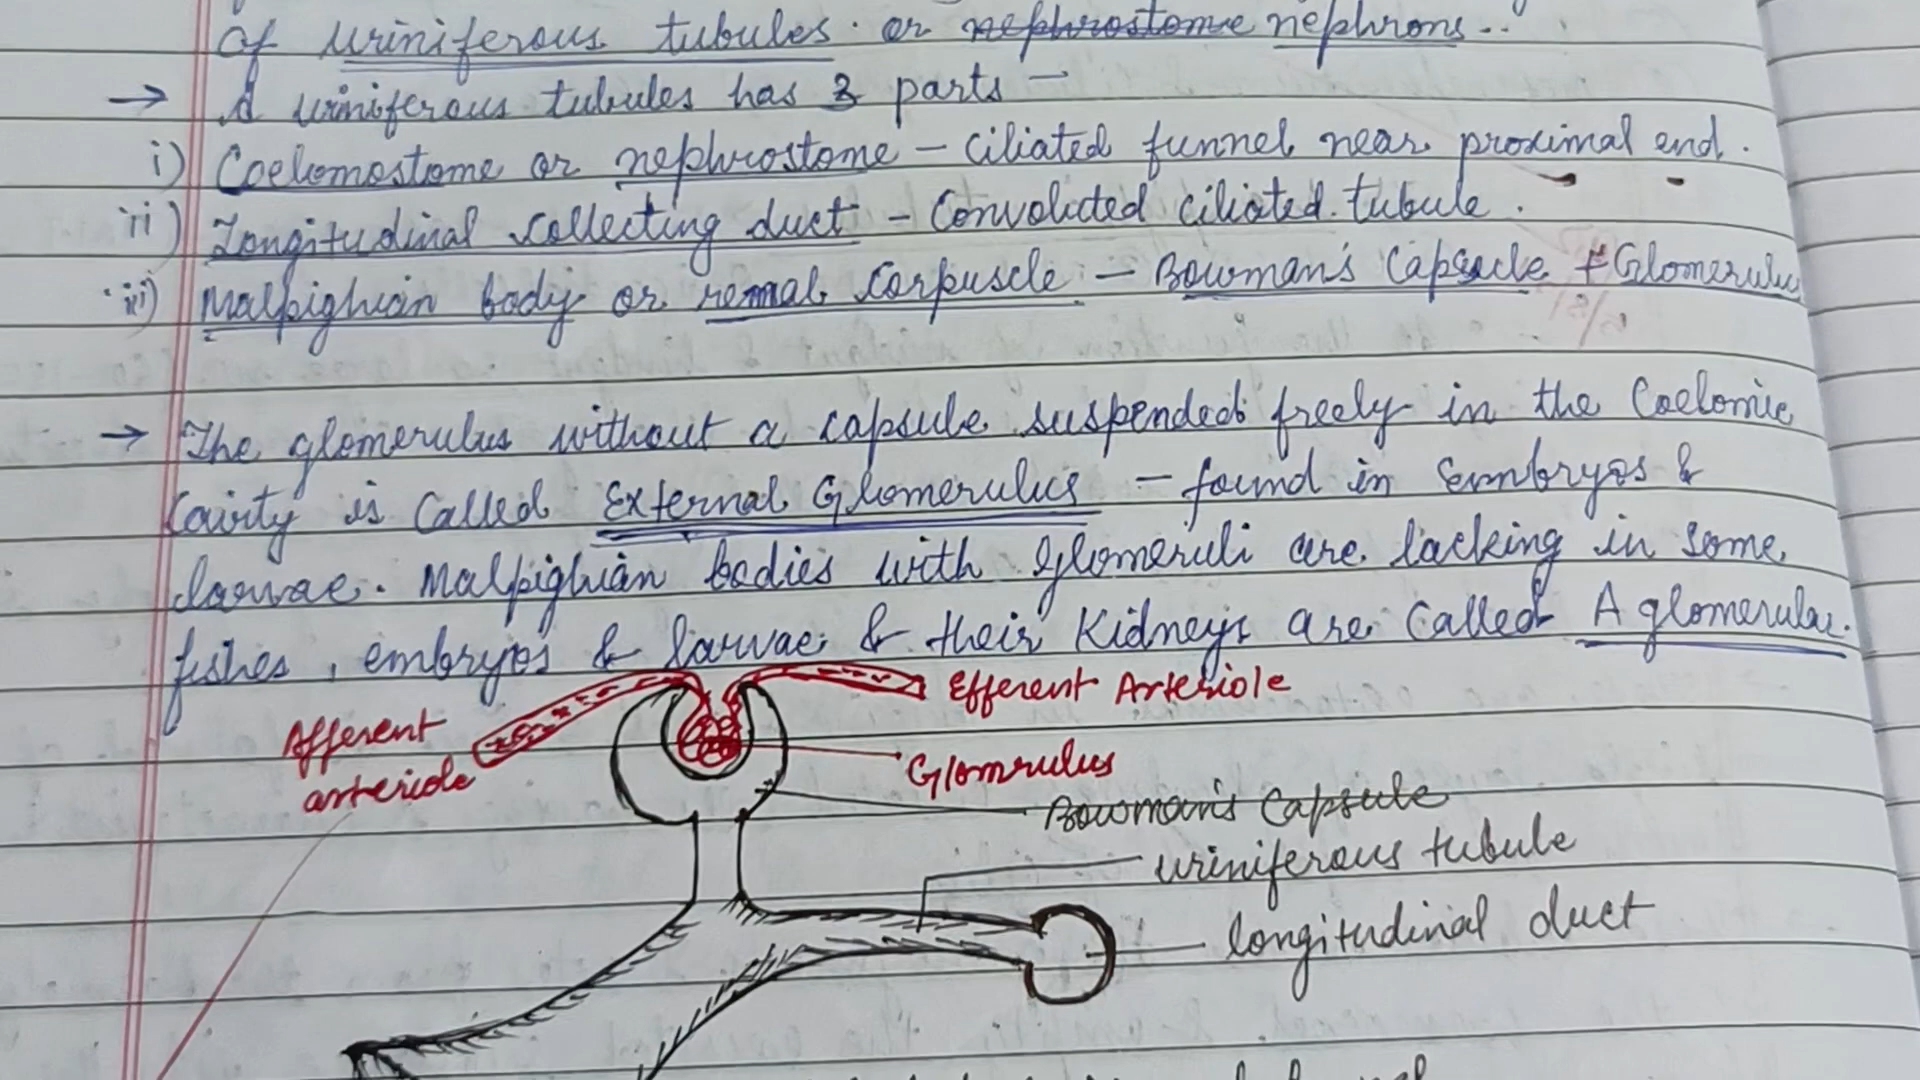 of uriniferous tubules. or nephrostome nephrons..
→ A uriniferous tubules has 3 parts —
i) Coelomostome or nephrostome - ciliated funnel near proximal end.
ii) Longitudinal collecting duct - Convoluted ciliated tubule.
iii) Malpighian body or renal corpuscle - Bowman's Capsule + Glomerulu
→ The glomerulus without a capsule suspended freely in the Coelomic
Cavity is Called External Glomerulus - found in Embryos &
larvae. Malpighian bodies with glomeruli are lacking in some
fishes, embryos & larvae & their Kidneys are Called Aglomerular.
Efferent Arteriole
Afferent
arteriole
Glomrulus
Bowman's Capsule
uriniferous tubule
longitudinal duct